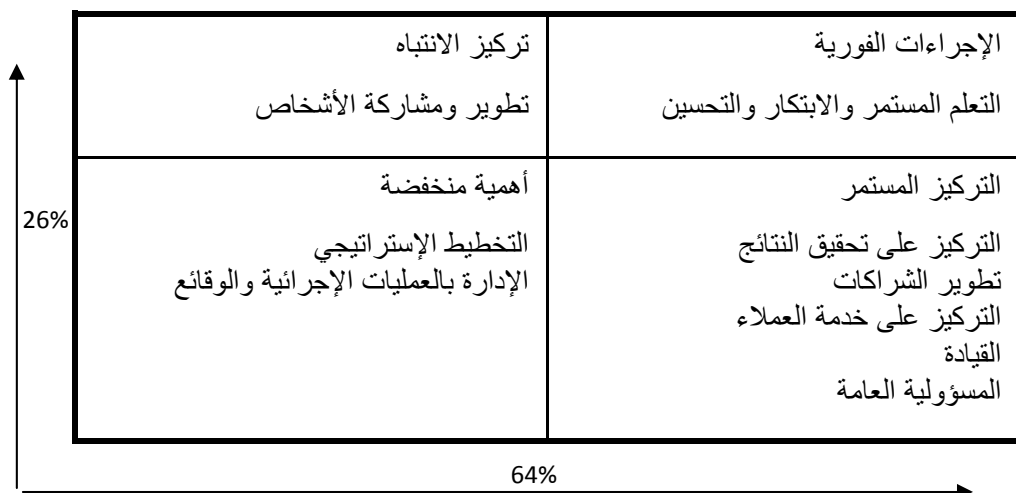 الإجراءات الفورية
التعلم المستمر والابتكار والتحسين
تركيز الانتباه
تطوير ومشاركة الأشخاص
التركيز المستمر
التركيز على تحقيق النتائج
تطوير الشراكات
التركيز على خدمة العملاء
القيادة
المسؤولية العامة
أهمية منخفضة
التخطيط الإستراتيجي
الإدارة بالعمليات الإجرائية والوقائع
26%
64%